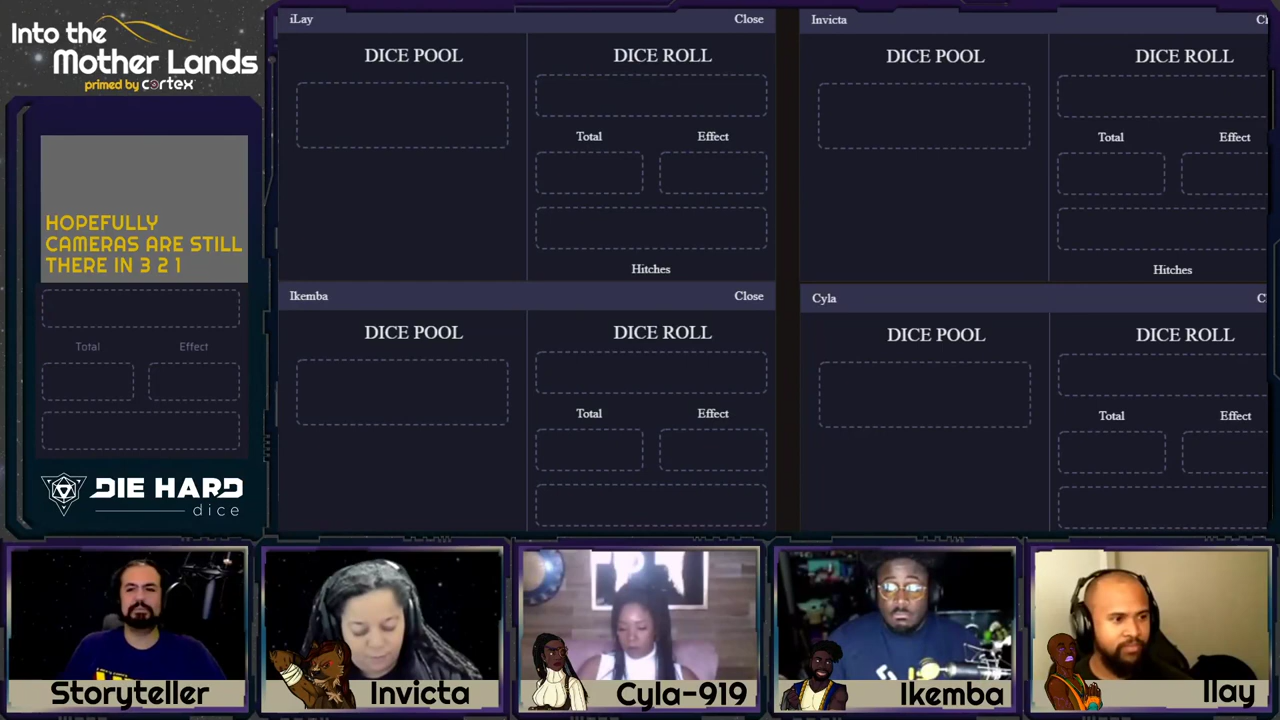 Into the
Mother Lands
primed by cortex
HOPEFULLY
CAMERAS ARE STILL
THERE IN 3 2 1
Total Effect
DIE HARD
dice
iLay Close
DICE POOL DICE ROLL
Total Effect
Hitches
Invicta
DICE POOL DICE ROLL
Total Effect
Hitches
Ikemba Close
DICE POOL DICE ROLL
Total Effect
Cyla
DICE POOL DICE ROLL
Total Effect
Storyteller
Invicta
Cyla-919
Ikemba
Ilay